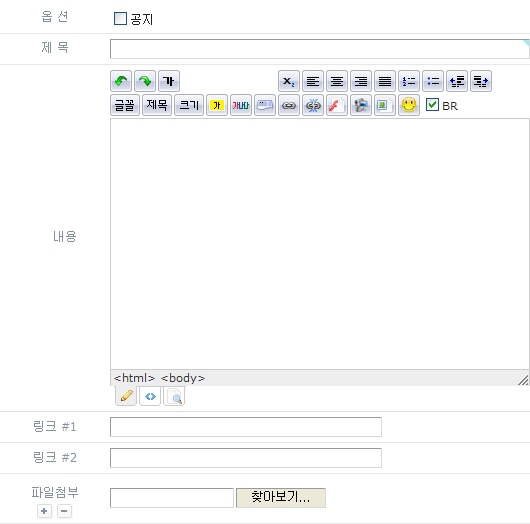 옵 션 공지
제 목
가 x₂
글꼴 제목 크기 가 가나다 BR
내용
<html> <body>
링크 #1
링크 #2
파일첨부 찾아보기...